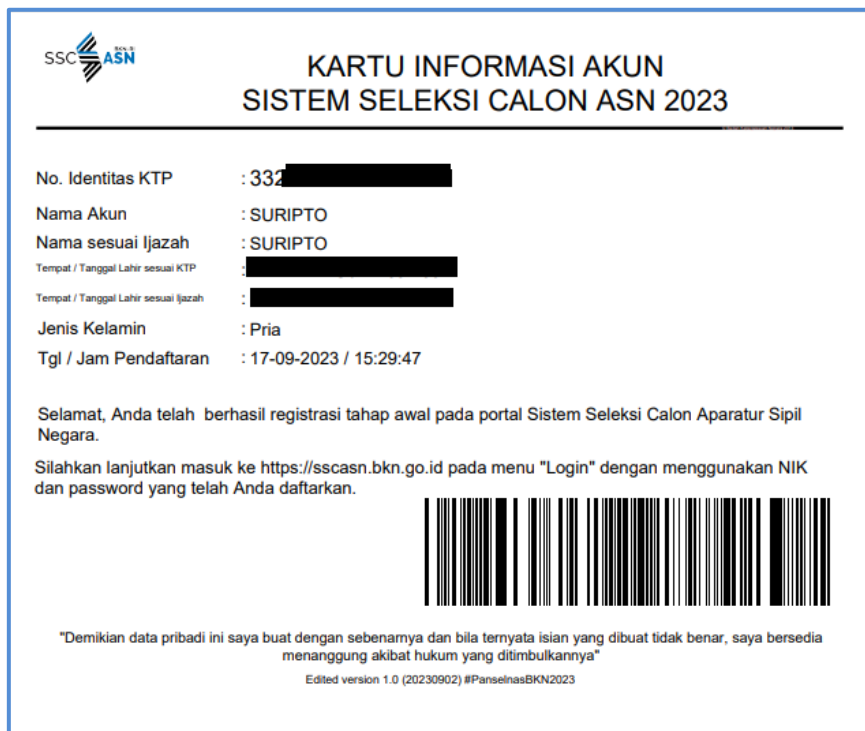 SSC ASN
BKN RI
KARTU INFORMASI AKUN
SISTEM SELEKSI CALON ASN 2023
No. Identitas KTP : 332
Nama Akun : SURIPTO
Nama sesuai Ijazah : SURIPTO
Tempat / Tanggal Lahir sesuai KTP :
Tempat / Tanggal Lahir sesuai Ijazah :
Jenis Kelamin : Pria
Tgl / Jam Pendaftaran : 17-09-2023 / 15:29:47
Selamat, Anda telah berhasil registrasi tahap awal pada portal Sistem Seleksi Calon Aparatur Sipil
Negara.
Silahkan lanjutkan masuk ke https://sscasn.bkn.go.id pada menu "Login" dengan menggunakan NIK
dan password yang telah Anda daftarkan.
"Demikian data pribadi ini saya buat dengan sebenarnya dan bila ternyata isian yang dibuat tidak benar, saya bersedia
menanggung akibat hukum yang ditimbulkannya"
Edited version 1.0 (20230902) #PanselnasBKN2023